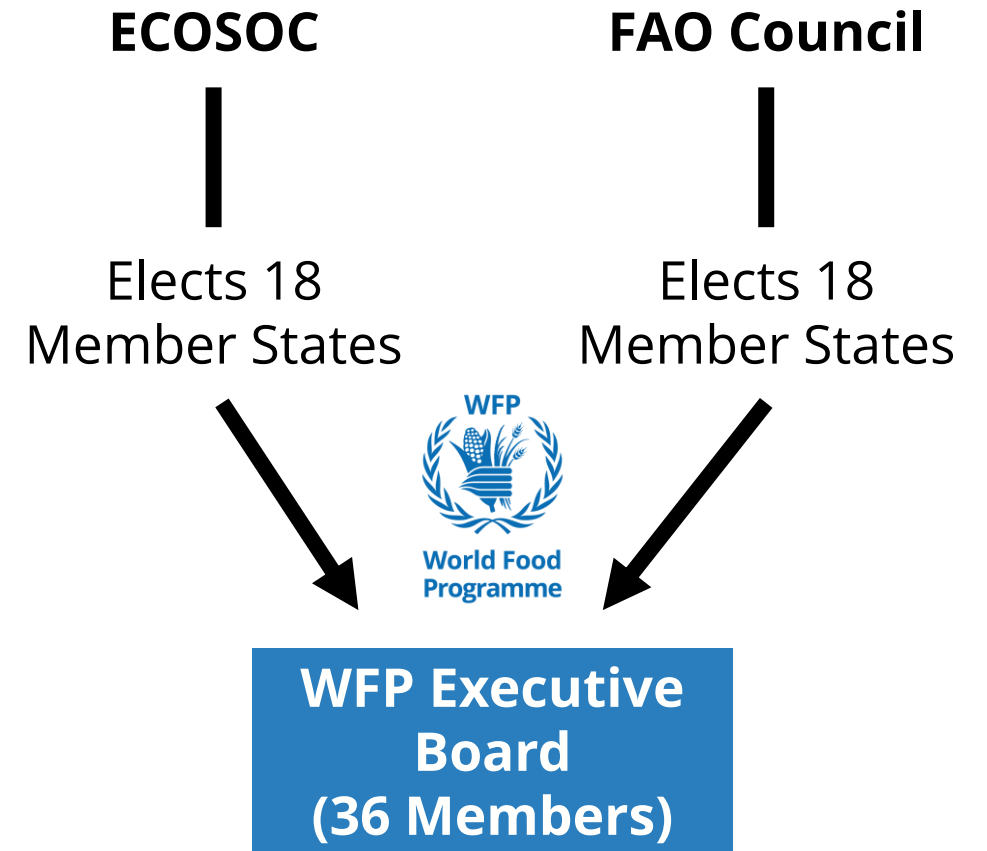 ECOSOC
FAO Council
Elects 18
Member States
Elects 18
Member States
WFP
World Food
Programme
WFP Executive
Board
(36 Members)